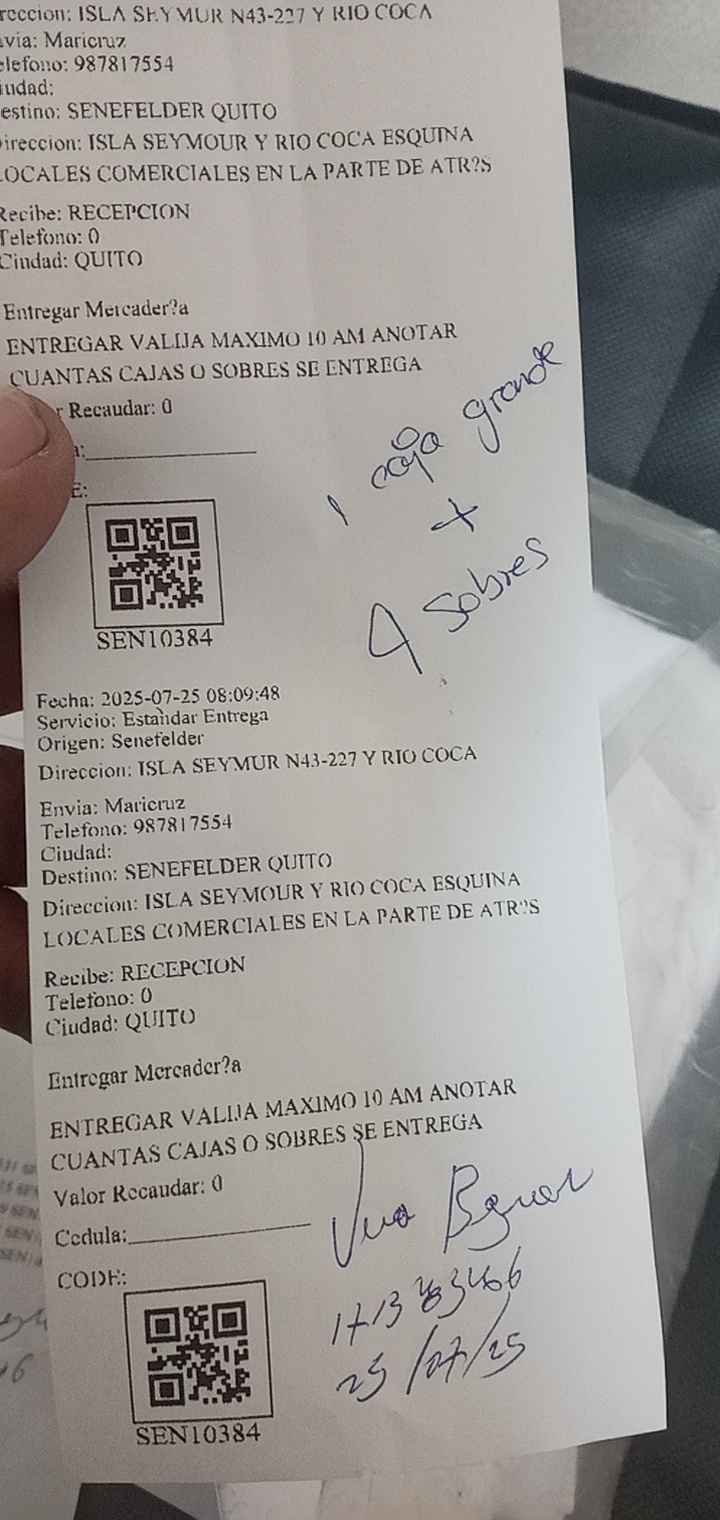 reccion: ISLA SEYMUR N43-227 Y RIO COCA
nvia: Maricruz
elefono: 987817554
iudad:
estino: SENEFELDER QUITO
Direccion: ISLA SEYMOUR Y RIO COCA ESQUINA
LOCALES COMERCIALES EN LA PARTE DE ATR?S
Recibe: RECEPCION
Telefono: 0
Ciudad: QUITO
Entregar Mercader?a
ENTREGAR VALIJA MAXIMO 10 AM ANOTAR
CUANTAS CAJAS O SOBRES SE ENTREGA
r Recaudar: 0
a:
E:
1 caja grande
+
4 sobres
SEN10384
Fecha: 2025-07-25 08:09:48
Servicio: Estandar Entrega
Origen: Senefelder
Direccion: ISLA SEYMUR N43-227 Y RIO COCA
Envia: Maricruz
Telefono: 987817554
Ciudad:
Destino: SENEFELDER QUITO
Direccion: ISLA SEYMOUR Y RIO COCA ESQUINA
LOCALES COMERCIALES EN LA PARTE DE ATR?S
Recibe: RECEPCION
Telefono: 0
Ciudad: QUITO
Entregar Mercader?a
ENTREGAR VALIJA MAXIMO 10 AM ANOTAR
CUANTAS CAJAS O SOBRES SE ENTREGA
Valor Recaudar: 0
Cedula:
CODE:
25/07/25
SEN10384